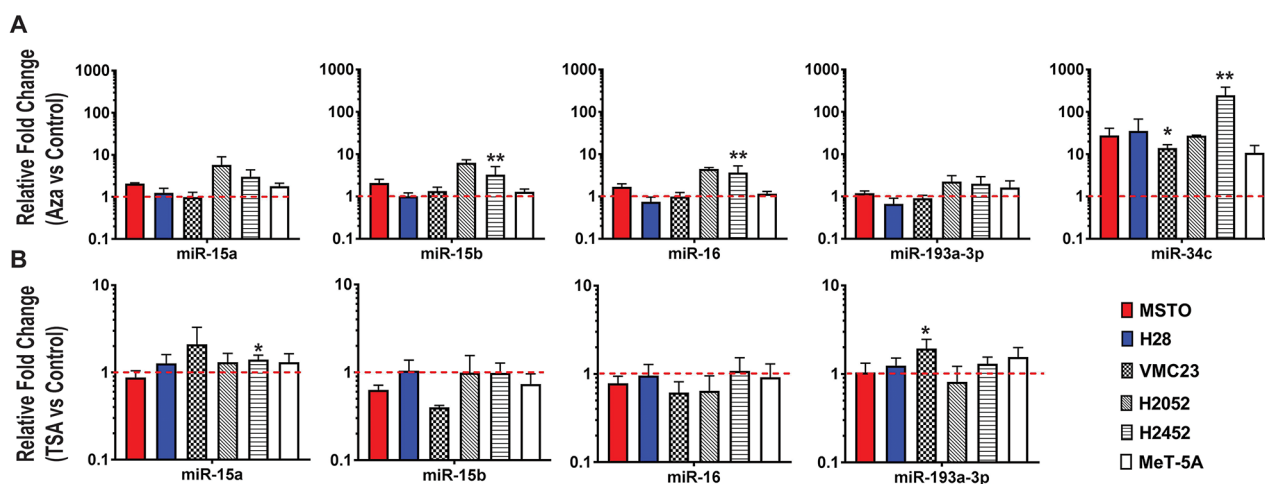 A
Relative Fold Change
(Aza vs Control)
1000
100
10
1
0.1
miR-15a
1000
100
10
1
0.1
**
miR-15b
1000
100
10
1
0.1
**
miR-16
1000
100
10
1
0.1
miR-193a-3p
1000
100
10
1
0.1
*
**
miR-34c
B
Relative Fold Change
(TSA vs Control)
10
1
0.1
*
miR-15a
10
1
0.1
miR-15b
10
1
0.1
miR-16
10
1
0.1
*
miR-193a-3p
MSTO
H28
VMC23
H2052
H2452
MeT-5A